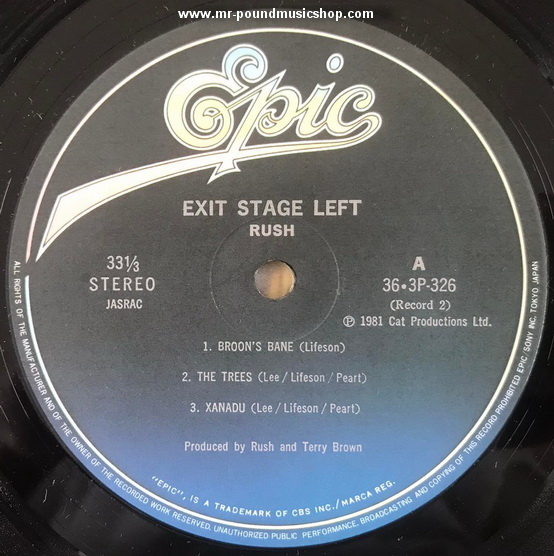 www.mr-poundmusicshop.com
Epic
EXIT STAGE LEFT
RUSH
33⅓
STEREO
JASRAC
A
36•3P-326
(Record 2)
Ⓟ 1981 Cat Productions Ltd.
1. BROON'S BANE (Lifeson)
2. THE TREES (Lee/Lifeson/Peart)
3. XANADU (Lee/Lifeson/Peart)
Produced by Rush and Terry Brown
"EPIC", IS A TRADEMARK OF CBS INC./MARCA REG.
ALL RIGHTS OF THE MANUFACTURER AND OF THE OWNER OF THE RECORDED WORK RESERVED. UNAUTHORIZED PUBLIC PERFORMANCE, BROADCASTING AND COPYING OF THIS RECORD PROHIBITED EPIC/SONY INC. TOKYO JAPAN